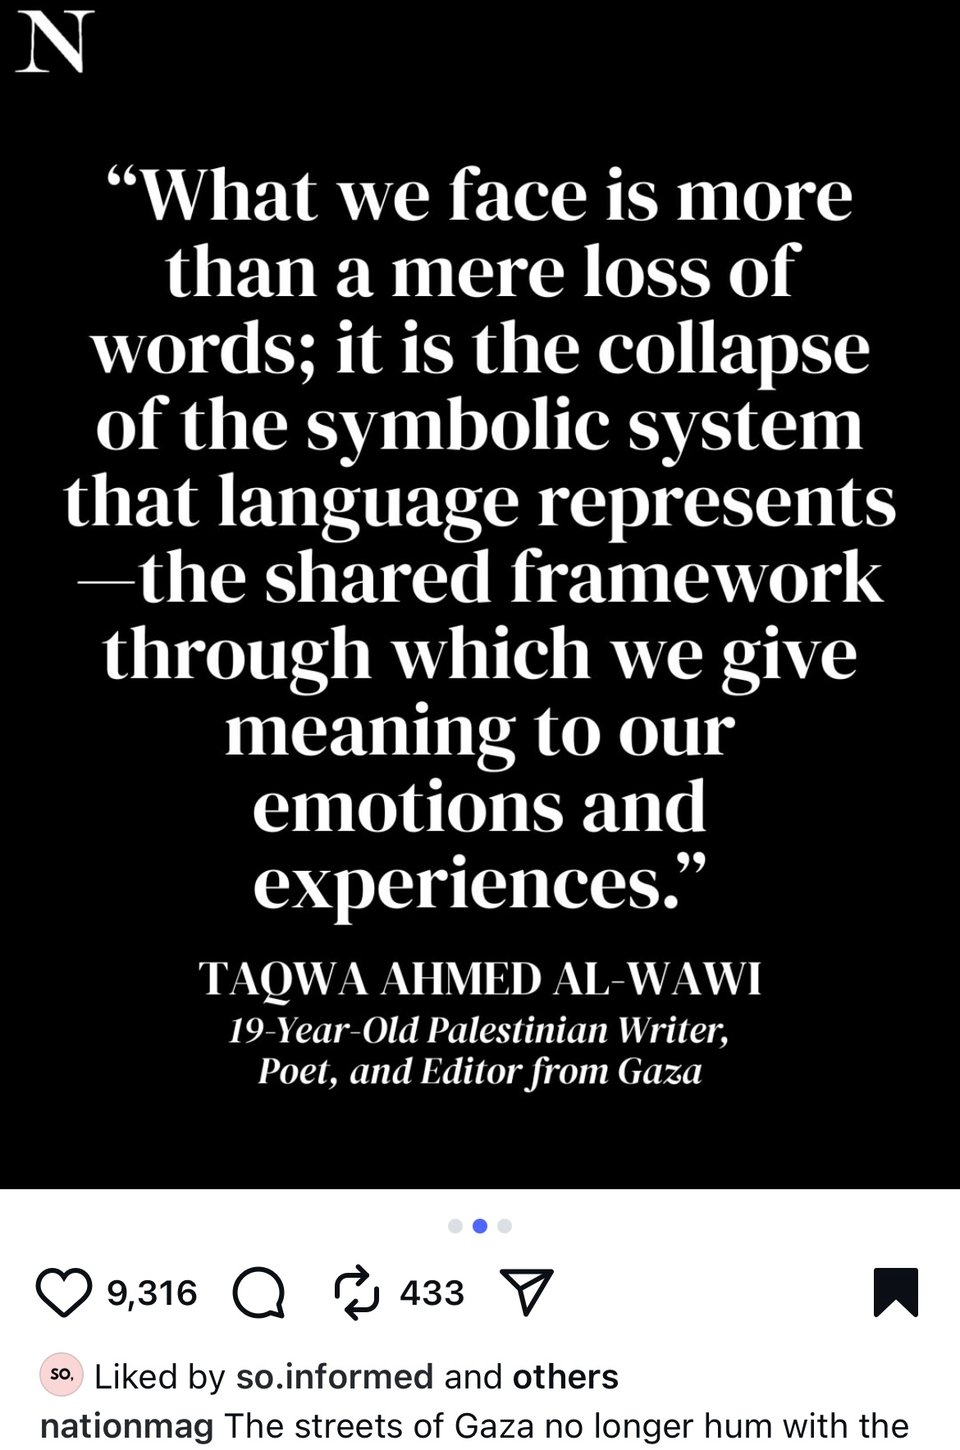 N
“What we face is more
than a mere loss of
words; it is the collapse
of the symbolic system
that language represents
—the shared framework
through which we give
meaning to our
emotions and
experiences.”
TAQWA AHMED AL-WAWI
19-Year-Old Palestinian Writer,
Poet, and Editor from Gaza
9,316 433
so, Liked by so.informed and others
nationmag The streets of Gaza no longer hum with the